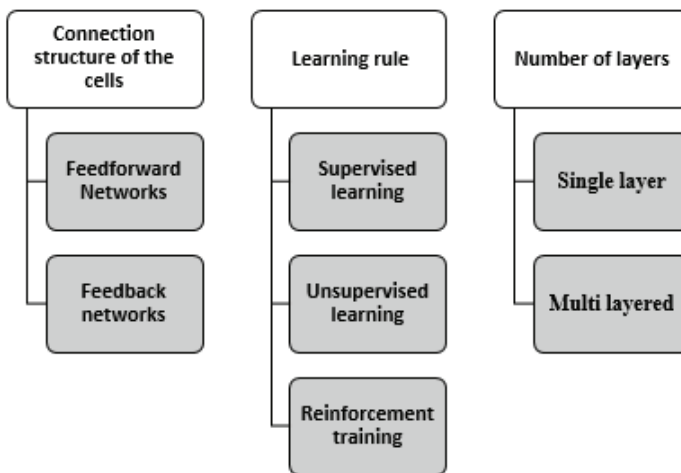 Connection
structure of the
cells
Feedforward
Networks
Feedback
networks
Learning rule
Supervised
learning
Unsupervised
learning
Reinforcement
training
Number of layers
Single layer
Multi layered